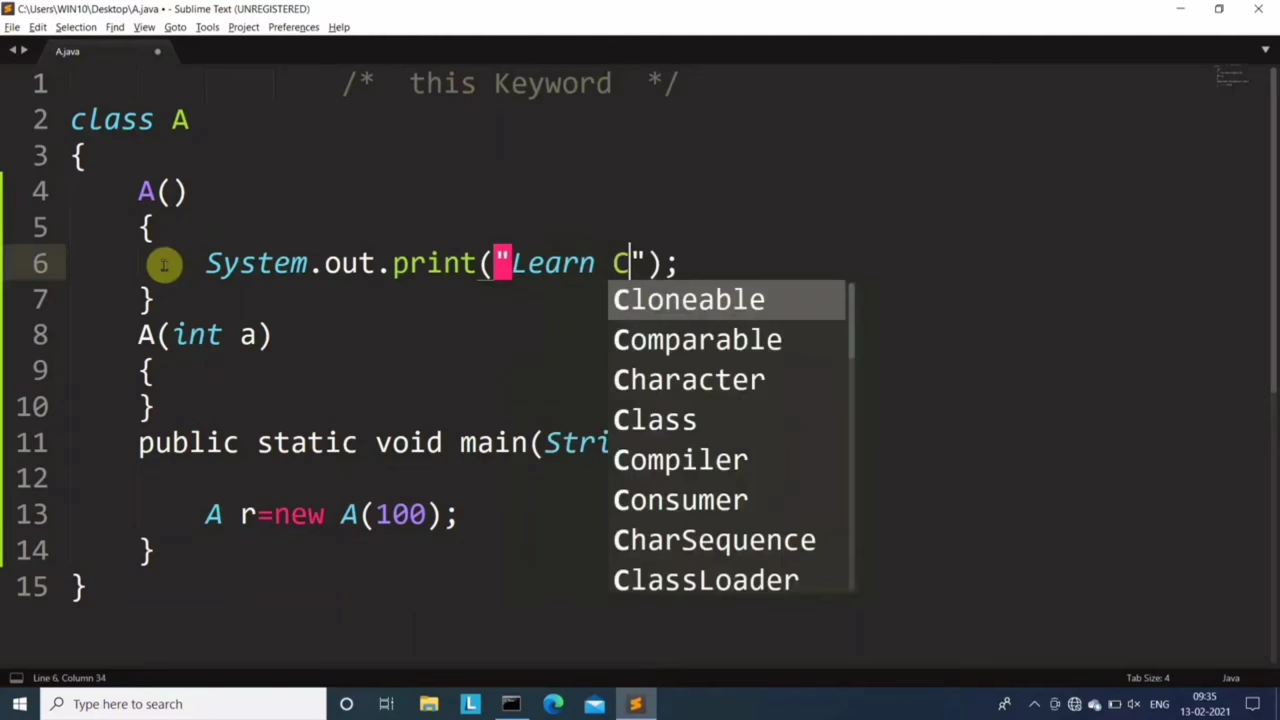 C:\Users\WIN10\Desktop\A.java • - Sublime Text (UNREGISTERED)
File Edit Selection Find View Goto Tools Project Preferences Help
A.java
1 /* this Keyword */
2 class A
3 {
4 A()
5 {
6 System.out.print("Learn C");
7 }
8 A(int a)
9 {
10 }
11 public static void main(Stri
12
13 A r=new A(100);
14 }
15 }
Cloneable
Comparable
Character
Class
Compiler
Consumer
CharSequence
ClassLoader
Line 6, Column 34 Tab Size: 4 Java
Type here to search ENG 09:35
13-02-2021